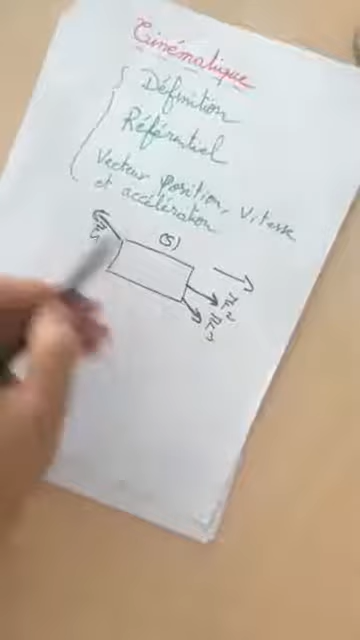 Cinématique
Définition
Référentiel
Vecteur position, vitesse
et accélération
(S)